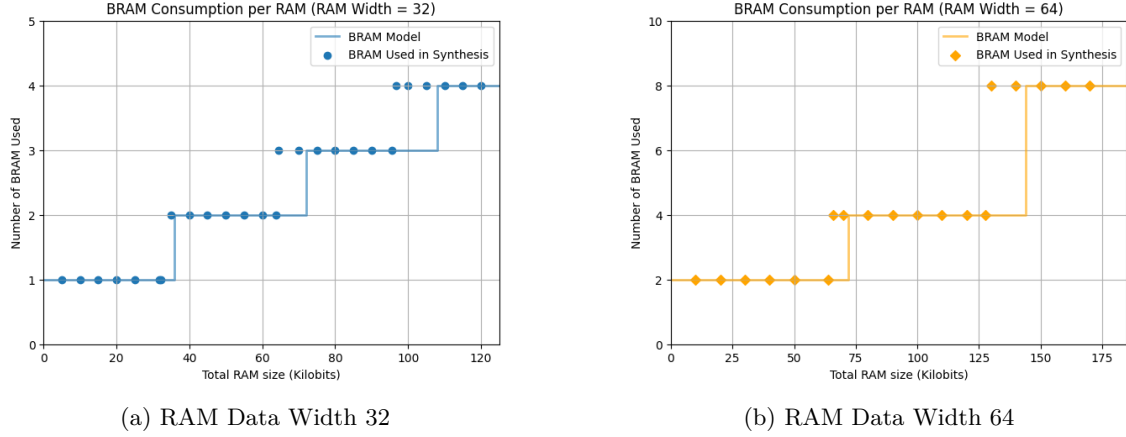 BRAM Consumption per RAM (RAM Width = 32)
5
4
3
2
1
0
Number of BRAM Used
BRAM Model
BRAM Used in Synthesis
0 20 40 60 80 100 120
Total RAM size (Kilobits)
(a) RAM Data Width 32
BRAM Consumption per RAM (RAM Width = 64)
10
8
6
4
2
0
Number of BRAM Used
BRAM Model
BRAM Used in Synthesis
0 25 50 75 100 125 150 175
Total RAM size (Kilobits)
(b) RAM Data Width 64